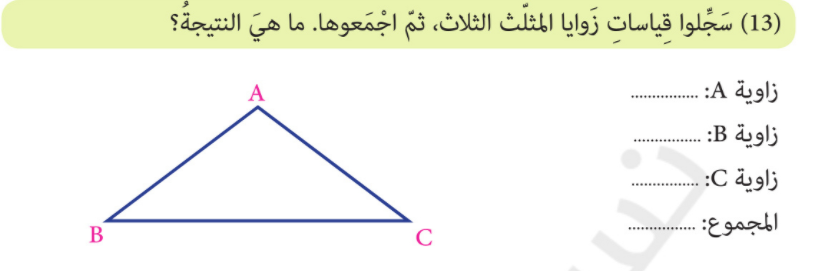 (13) سَجِّلوا قِياساتِ زَوايا المثلّث الثلاث، ثمّ اجْمَعوها. ما هيَ النتيجةُ؟
زاوية A: ................
زاوية B: ................
زاوية C: ................
المجموع: ................
A
B
C